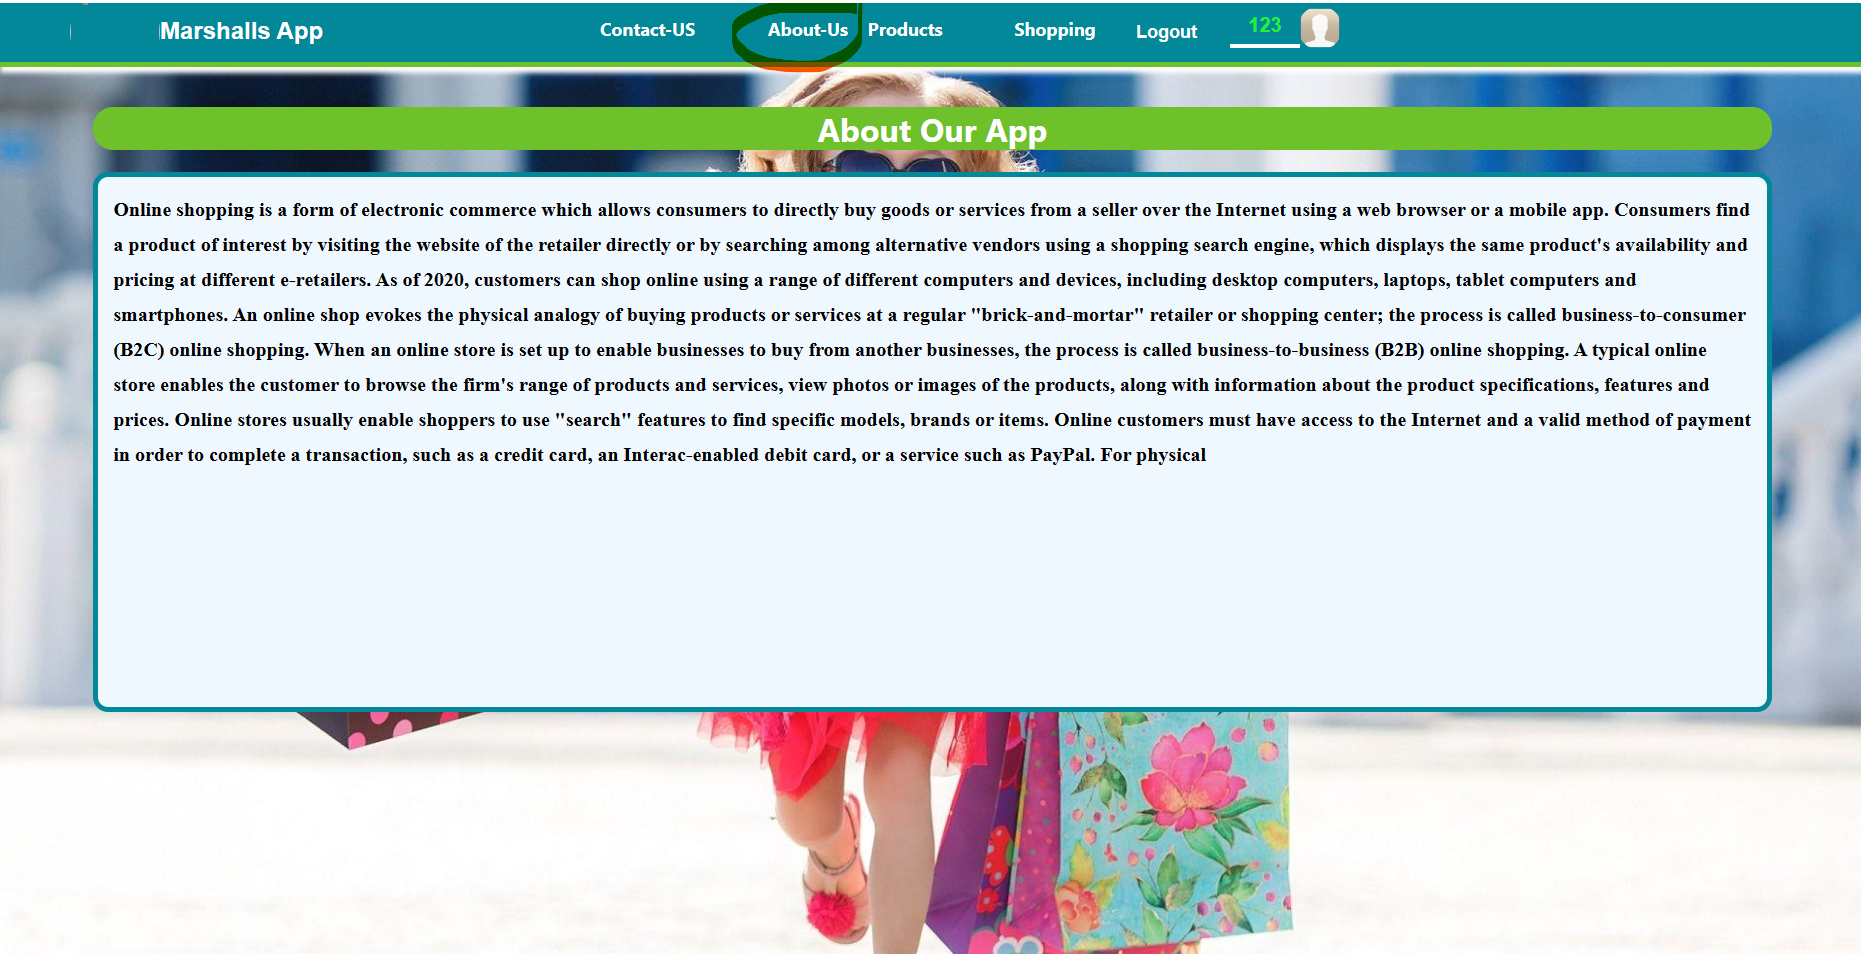 Marshalls App Contact-US About-Us Products Shopping Logout 123
About Our App
Online shopping is a form of electronic commerce which allows consumers to directly buy goods or services from a seller over the Internet using a web browser or a mobile app. Consumers find
a product of interest by visiting the website of the retailer directly or by searching among alternative vendors using a shopping search engine, which displays the same product's availability and
pricing at different e-retailers. As of 2020, customers can shop online using a range of different computers and devices, including desktop computers, laptops, tablet computers and
smartphones. An online shop evokes the physical analogy of buying products or services at a regular "brick-and-mortar" retailer or shopping center; the process is called business-to-consumer
(B2C) online shopping. When an online store is set up to enable businesses to buy from another businesses, the process is called business-to-business (B2B) online shopping. A typical online
store enables the customer to browse the firm's range of products and services, view photos or images of the products, along with information about the product specifications, features and
prices. Online stores usually enable shoppers to use "search" features to find specific models, brands or items. Online customers must have access to the Internet and a valid method of payment
in order to complete a transaction, such as a credit card, an Interac-enabled debit card, or a service such as PayPal. For physical